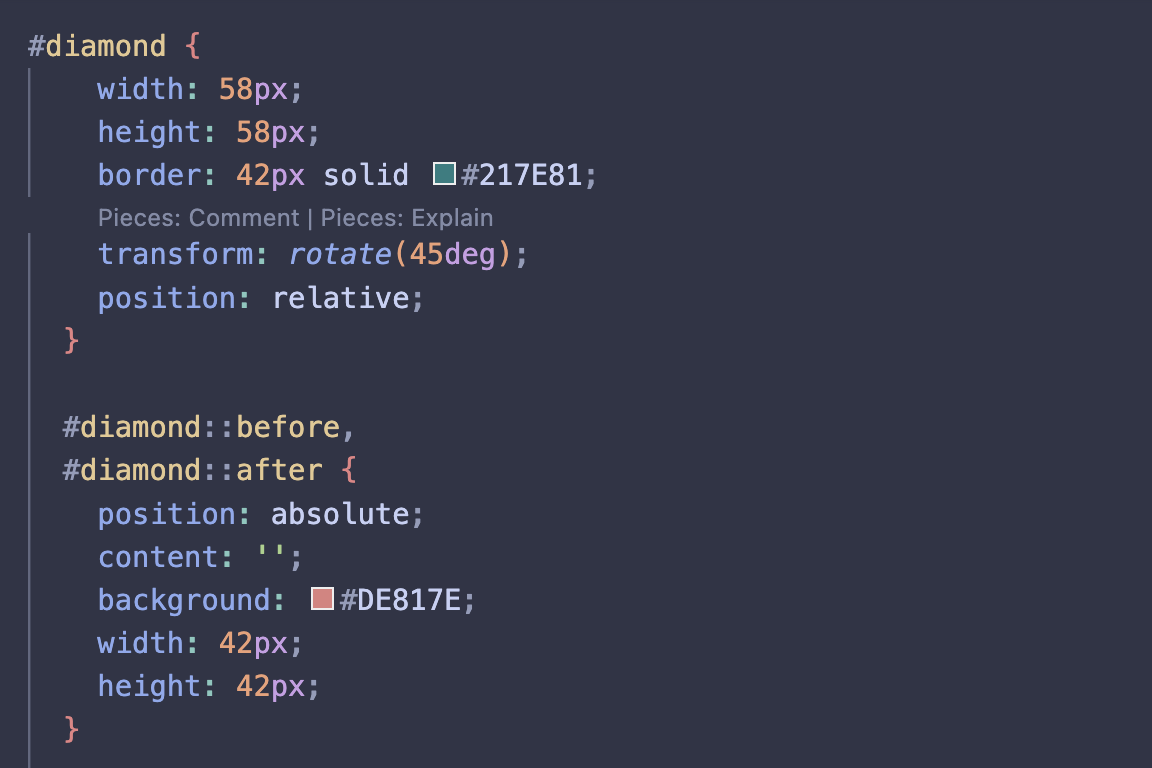 #diamond {
width: 58px;
height: 58px;
border: 42px solid #217E81;
Pieces: Comment | Pieces: Explain
transform: rotate(45deg);
position: relative;
}
#diamond::before,
#diamond::after {
position: absolute;
content: '';
background: #DE817E;
width: 42px;
height: 42px;
}